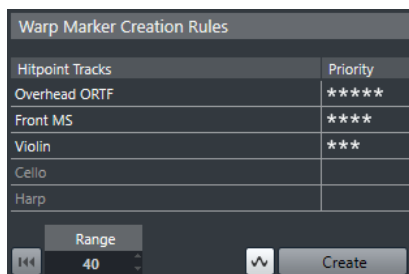 Warp Marker Creation Rules
Hitpoint Tracks Priority
Overhead ORTF *****
Front MS ****
Violin ***
Cello
Harp
Range
40 Create